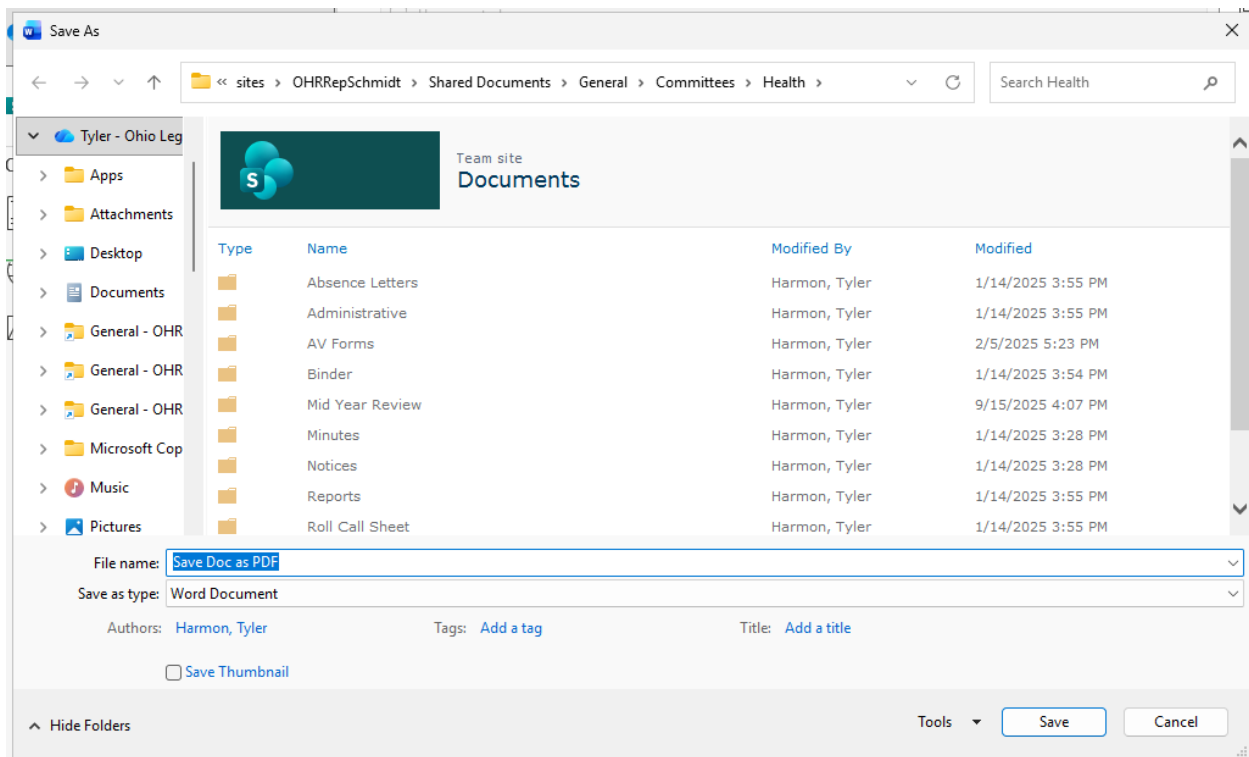 Save As
« sites > OHRRepSchmidt > Shared Documents > General > Committees > Health >
Search Health
Tyler - Ohio Leg
Apps
Attachments
Desktop
Documents
General - OHR
General - OHR
General - OHR
Microsoft Cop
Music
Pictures
S
Team site
Documents
Type Name Modified By Modified
Absence Letters Harmon, Tyler 1/14/2025 3:55 PM
Administrative Harmon, Tyler 1/14/2025 3:55 PM
AV Forms Harmon, Tyler 2/5/2025 5:23 PM
Binder Harmon, Tyler 1/14/2025 3:54 PM
Mid Year Review Harmon, Tyler 9/15/2025 4:07 PM
Minutes Harmon, Tyler 1/14/2025 3:28 PM
Notices Harmon, Tyler 1/14/2025 3:28 PM
Reports Harmon, Tyler 1/14/2025 3:55 PM
Roll Call Sheet Harmon, Tyler 1/14/2025 3:55 PM
File name: Save Doc as PDF
Save as type: Word Document
Authors: Harmon, Tyler Tags: Add a tag Title: Add a title
Save Thumbnail
Hide Folders Tools Save Cancel